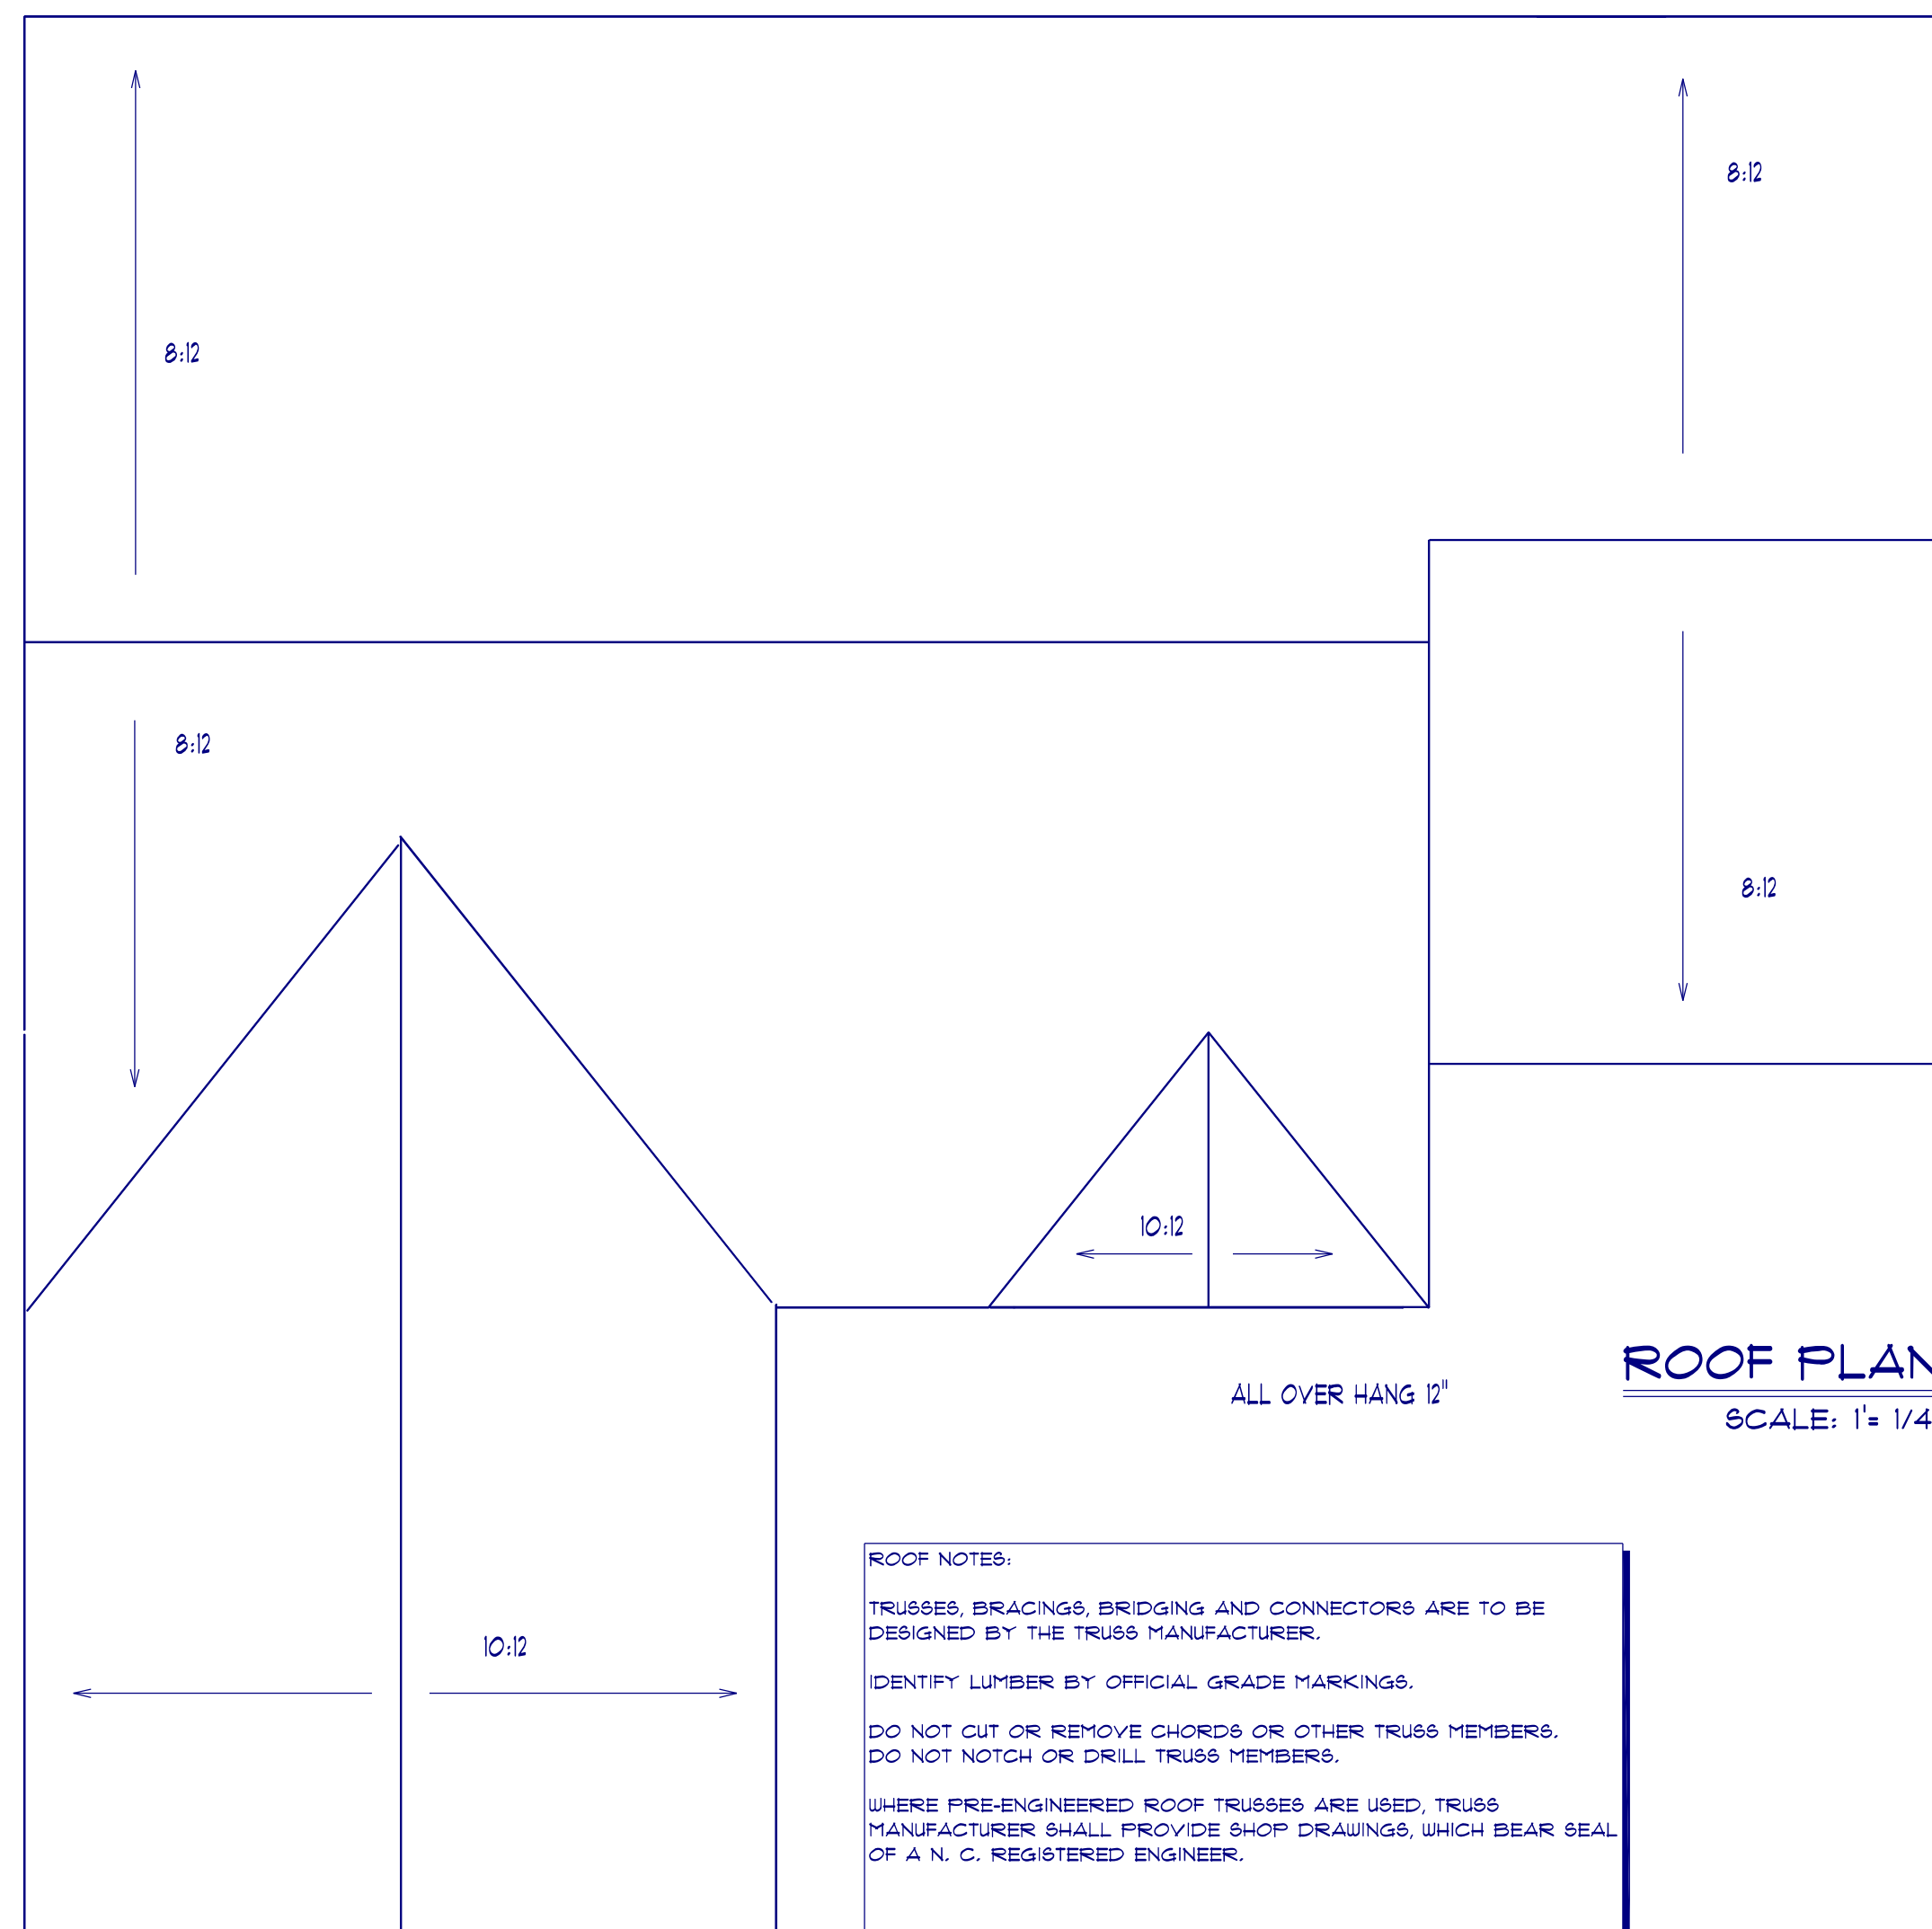 8:12
8:12
8:12
8:12
8:12
10:12
ALL OVER HANG 12"
ROOF PLAN
SCALE: 1'= 1/4
10:12
ROOF NOTES:
TRUSSES, BRACINGS, BRIDGING AND CONNECTORS ARE TO BE
DESIGNED BY THE TRUSS MANUFACTURER.
IDENTIFY LUMBER BY OFFICIAL GRADE MARKINGS.
DO NOT CUT OR REMOVE CHORDS OR OTHER TRUSS MEMBERS.
DO NOT NOTCH OR DRILL TRUSS MEMBERS.
WHERE PRE-ENGINEERED ROOF TRUSSES ARE USED, TRUSS
MANUFACTURER SHALL PROVIDE SHOP DRAWINGS, WHICH BEAR SEAL
OF A N. C. REGISTERED ENGINEER.